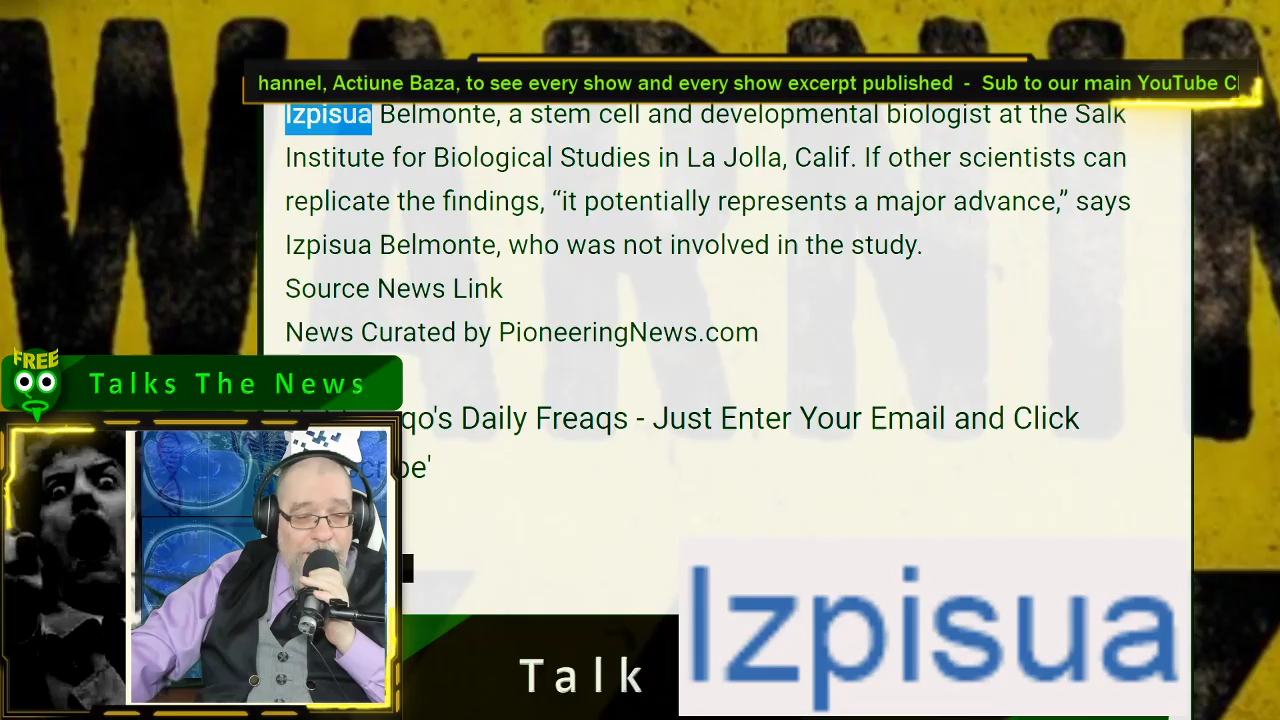 WARNIN
hannel, Actiune Baza, to see every show and every show excerpt published - Sub to our main YouTube C
Izpisua Belmonte, a stem cell and developmental biologist at the Salk
Institute for Biological Studies in La Jolla, Calif. If other scientists can
replicate the findings, “it potentially represents a major advance,” says
Izpisua Belmonte, who was not involved in the study.
Source News Link
News Curated by PioneeringNews.com
FREE
Talks The News
qo's Daily Freaqs - Just Enter Your Email and Click
be'
Talk
Izpisua